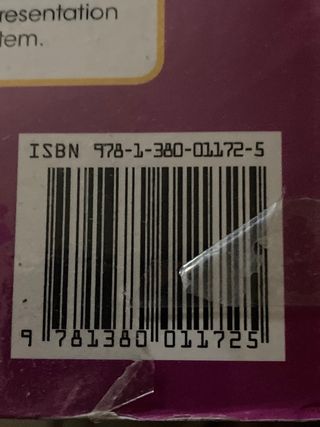 resentation
tem.
ISBN 978-1-380-01172-5
9 781380 011725